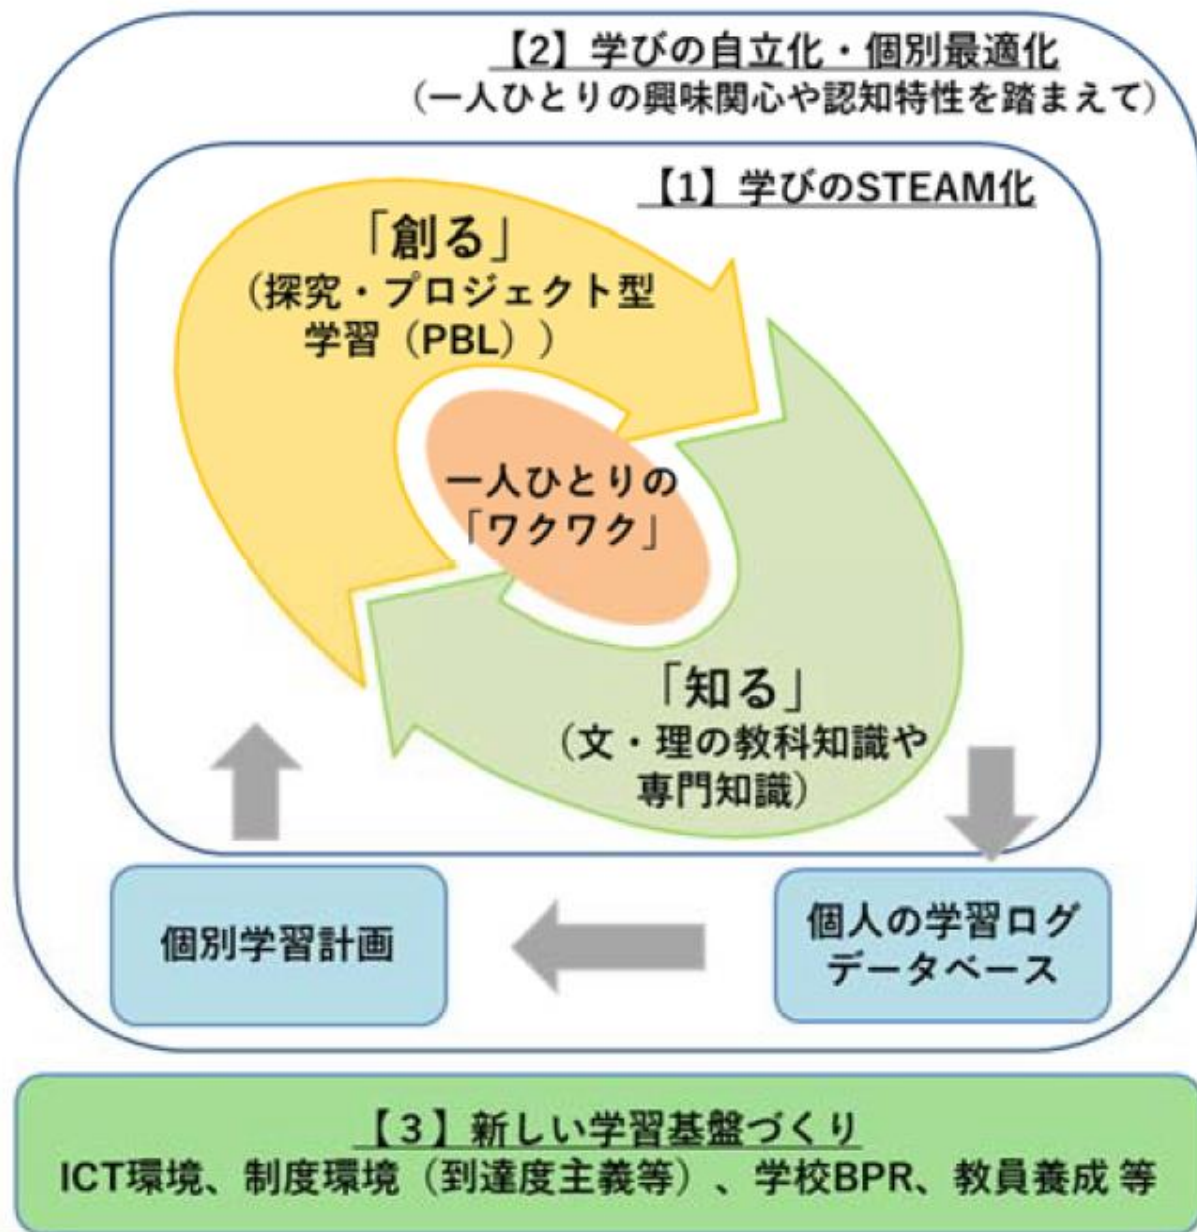 【2】学びの自立化・個別最適化
（一人ひとりの興味関心や認知特性を踏まえて）
【1】学びのSTEAM化
「創る」
（探究・プロジェクト型
学習（PBL））
一人ひとりの
「ワクワク」
「知る」
（文・理の教科知識や
専門知識）
個別学習計画
個人の学習ログ
データベース
【３】新しい学習基盤づくり
ICT環境、制度環境（到達度主義等）、学校BPR、教員養成 等